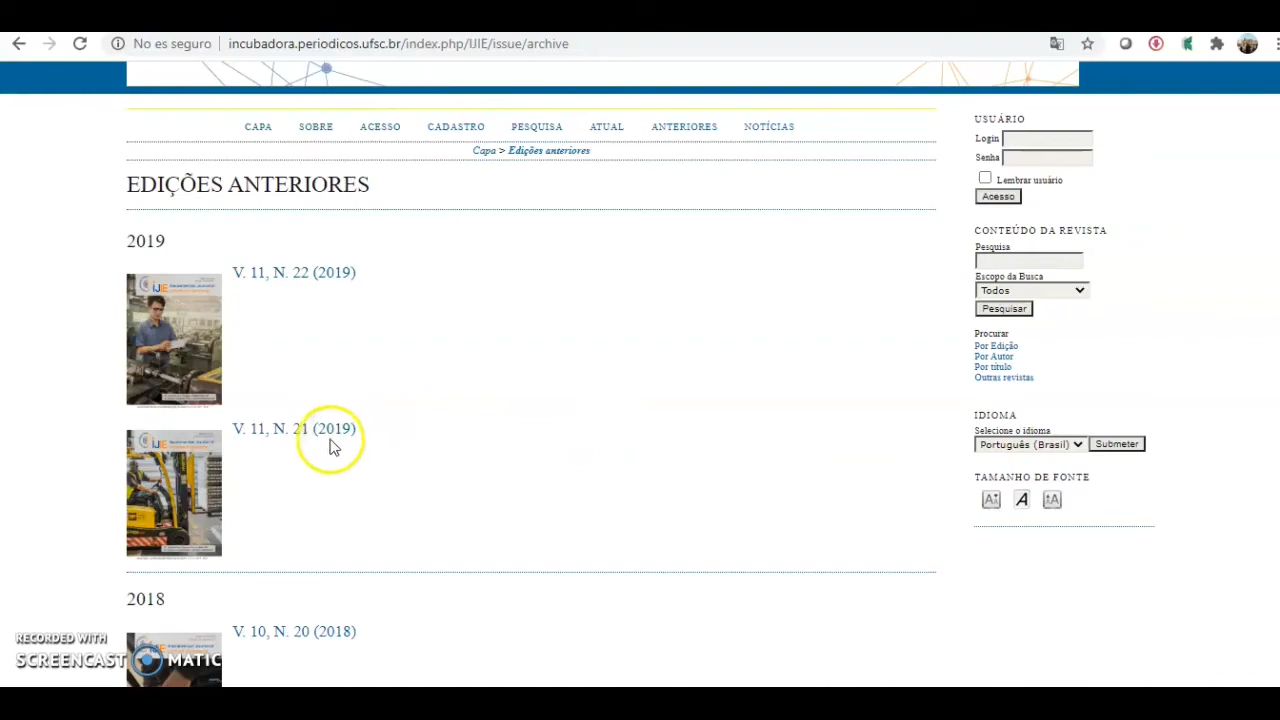 No es seguro
incubadora.periodicos.ufsc.br/index.php/IJIE/issue/archive
CAPA SOBRE ACESSO CADASTRO PESQUISA ATUAL ANTERIORES NOTÍCIAS
Capa > Edições anteriores
EDIÇÕES ANTERIORES
2019
V. 11, N. 22 (2019)
IJIE
V. 11, N. 21 (2019)
IJIE
2018
V. 10, N. 20 (2018)
IJIE
USUÁRIO
Login
Senha
Lembrar usuário
Acesso
CONTEÚDO DA REVISTA
Pesquisa
Escopo da Busca
Todos
Pesquisar
Procurar
Por Edição
Por Autor
Por título
Outras revistas
IDIOMA
Selecione o idioma
Português (Brasil) Submeter
TAMANHO DE FONTE
A A A
RECORDED WITH
SCREENCAST MATIC